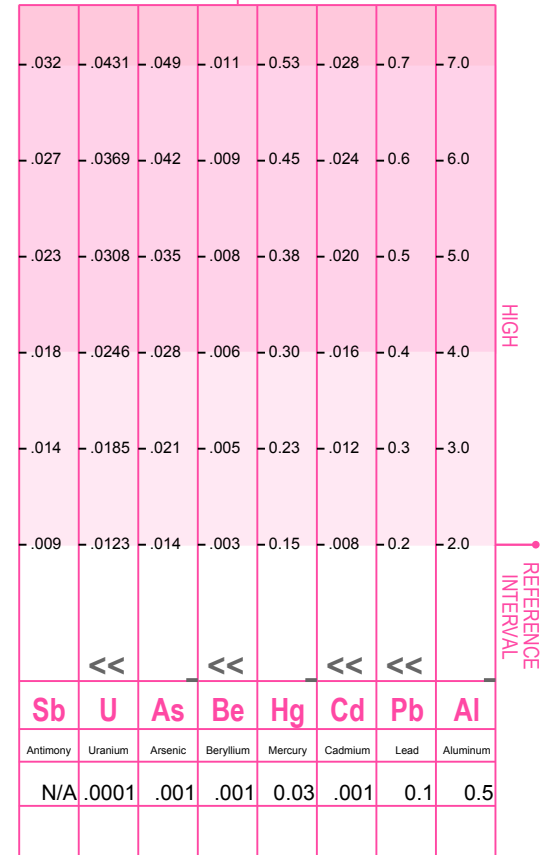 .032 .0431 .049 .011 0.53 .028 0.7 7.0
.027 .0369 .042 .009 0.45 .024 0.6 6.0
.023 .0308 .035 .008 0.38 .020 0.5 5.0
HIGH
.018 .0246 .028 .006 0.30 .016 0.4 4.0
.014 .0185 .021 .005 0.23 .012 0.3 3.0
.009 .0123 .014 .003 0.15 .008 0.2 2.0
REFERENCE
INTERVAL
<< << << <<
Sb U As Be Hg Cd Pb Al
Antimony Uranium Arsenic Beryllium Mercury Cadmium Lead Aluminum
N/A .0001 .001 .001 0.03 .001 0.1 0.5